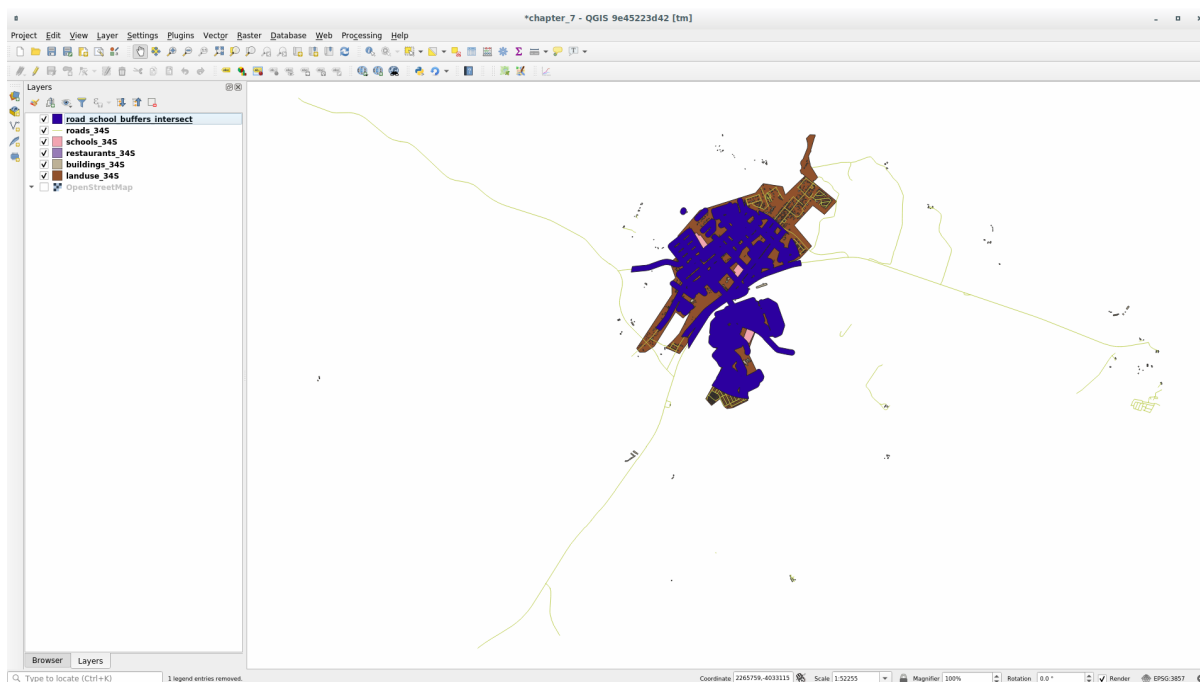 *chapter_7 - QGIS 9e45223d42 [tm]
Project Edit View Layer Settings Plugins Vector Raster Database Web Processing Help
Layers
road_school_buffers_intersect
roads_34S
schools_34S
restaurants_34S
buildings_34S
landuse_34S
OpenStreetMap
Browser Layers
Type to locate (Ctrl+K) 1 legend entries removed. Coordinate 2265759,-4033115 Scale 1:52255 Magnifier 100% Rotation 0.0 ° Render EPSG:3857